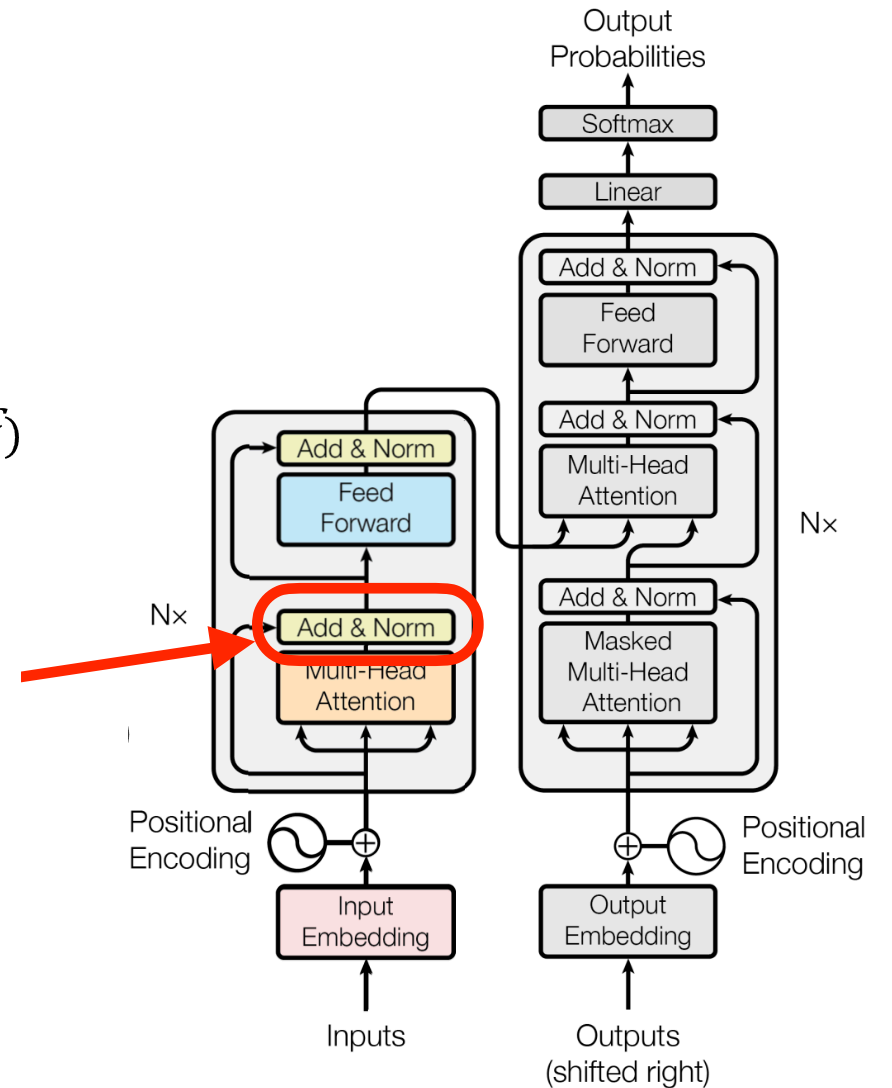 Output
Probabilities
Softmax
Linear
Add & Norm
Feed
Forward
Add & Norm
Multi-Head
Attention
Nx
Add & Norm
Masked
Multi-Head
Attention
Positional
Encoding
Output
Embedding
Outputs
(shifted right)
Add & Norm
Feed
Forward
Nx
Add & Norm
Multi-Head
Attention
Positional
Encoding
Input
Embedding
Inputs